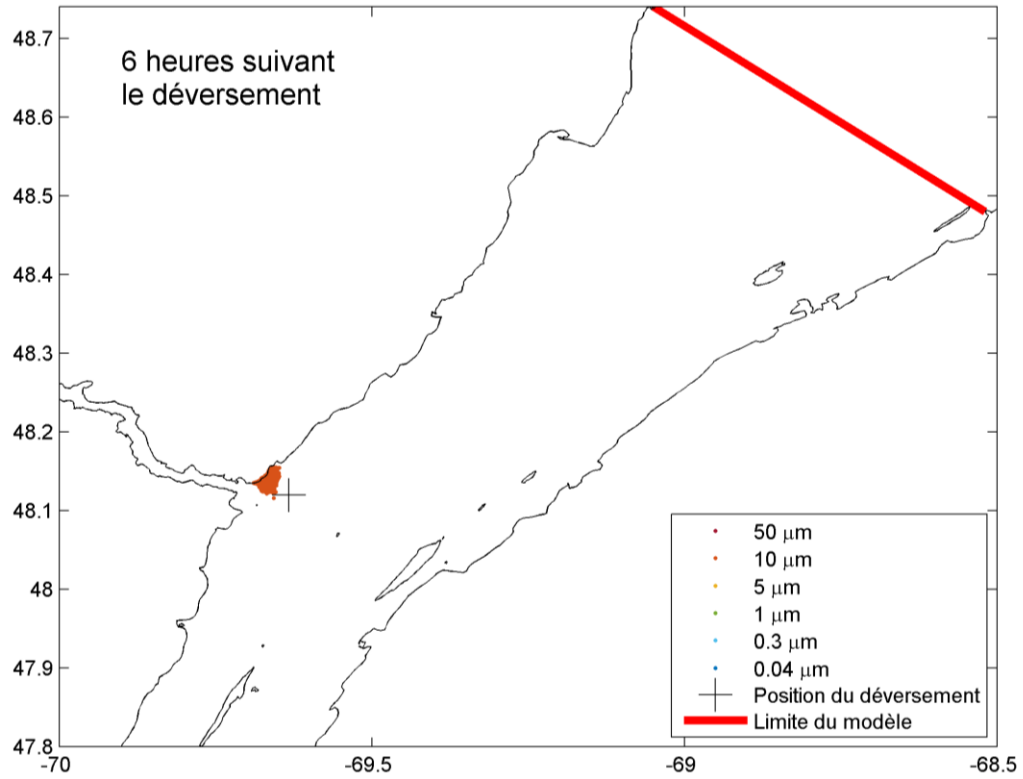 6 heures suivant
le déversement
48.7
48.6
48.5
48.4
48.3
48.2
48.1
48
47.9
47.8
-70
-69.5
-69
-68.5
50 μm
10 μm
5 μm
1 μm
0.3 μm
0.04 μm
Position du déversement
Limite du modèle